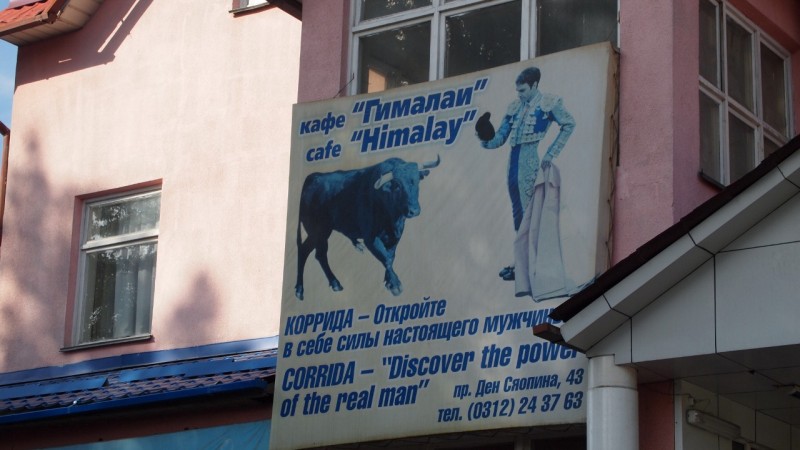 кафе "Гималаи"
cafe "Himalay"
КОРРИДА – Откройте
в себе силы настоящего мужчины
CORRIDA – "Discover the power
of the real man"
пр. Ден Сяопина, 43
тел. (0312) 24 37 63